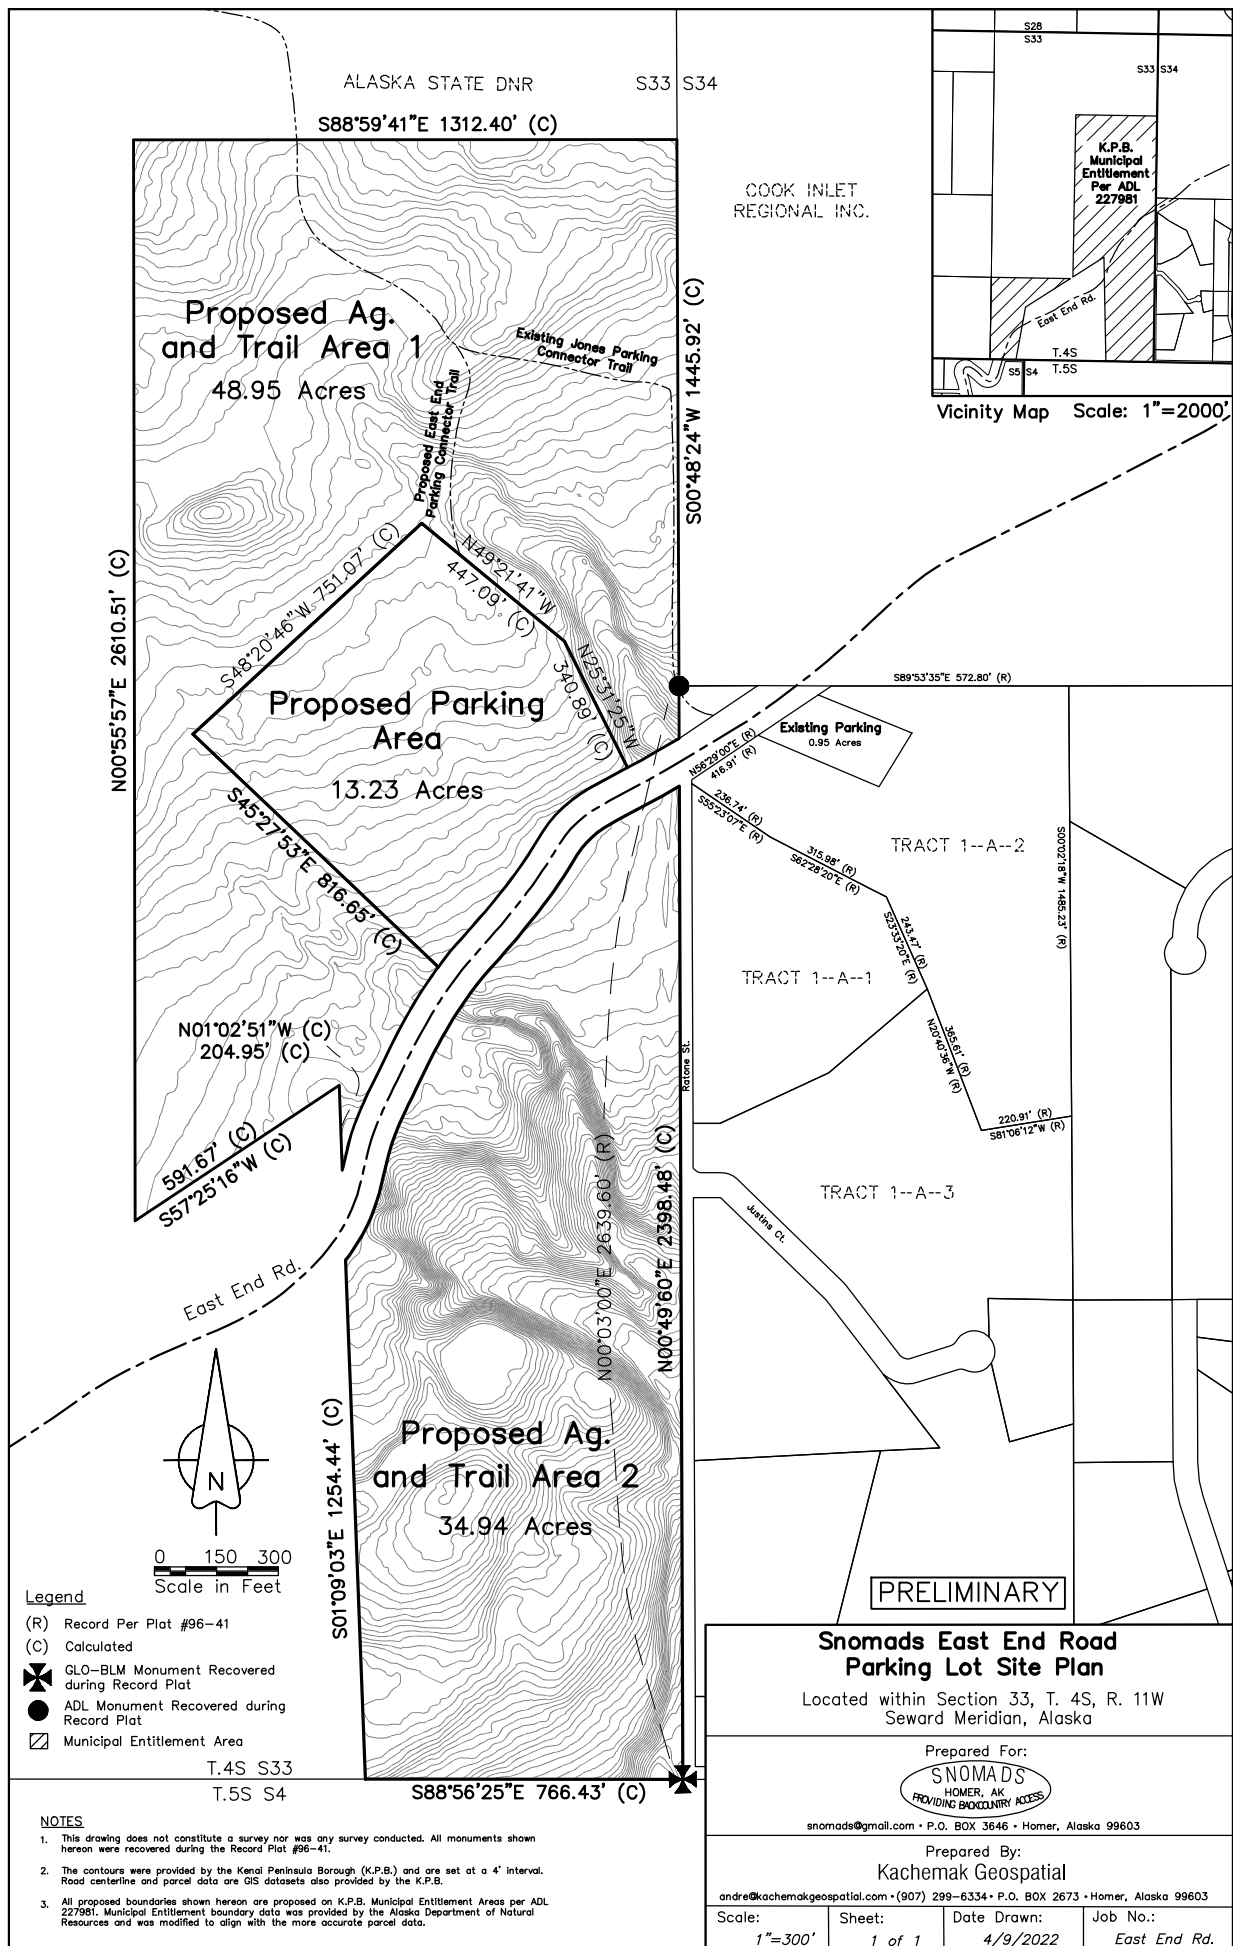 ALASKA STATE DNR
S33 S34
S88°59'41"E 1312.40' (C)
COOK INLET
REGIONAL INC.
S28
S33
S33 S34
K.P.B.
Municipal
Entitlement
Per ADL
227981
East End Rd.
T.4S
T.5S
S5 S4
Vicinity Map Scale: 1"=2000'
Proposed Ag.
and Trail Area 1
48.95 Acres
Existing Jones Parking
Connector Trail
Proposed East End
Parking Connector Trail
S00°48'24"W 1445.92' (C)
N00°55'57"E 2610.51' (C)
S48°20'46"W 751.07' (C)
N49°21'41"W
447.09' (C)
N25°31'25"W
340.89' (C)
Proposed Parking
Area
13.23 Acres
S45°27'53"E 816.65' (C)
S89°53'35"E 572.80' (R)
Existing Parking
0.95 Acres
N56°29'00"E (R)
416.91' (R)
236.74' (R)
S55°23'07"E (R)
315.98' (R)
S62°28'20"E (R)
TRACT 1--A--2
S00°02'18"W 1485.23' (R)
243.47' (R)
S23°33'20"E (R)
TRACT 1--A--1
365.61' (R)
N20°40'36"W (R)
220.91' (R)
S81°06'12"W (R)
Ratone St.
N01°02'51"W (C)
204.95' (C)
591.67' (C)
S57°25'16"W (C)
N00°03'00"E 2639.60' (R)
N00°49'60"E 2398.48' (C)
TRACT 1--A--3
Justins Ct.
East End Rd.
N
0 150 300
Scale in Feet
S01°09'03"E 1254.44' (C)
Proposed Ag.
and Trail Area 2
34.94 Acres
Legend
(R) Record Per Plat #96-41
(C) Calculated
GLO-BLM Monument Recovered
during Record Plat
ADL Monument Recovered during
Record Plat
Municipal Entitlement Area
T.4S S33
T.5S S4
S88°56'25"E 766.43' (C)
NOTES
1. This drawing does not constitute a survey nor was any survey conducted. All monuments shown
hereon were recovered during the Record Plat #96-41.
2. The contours were provided by the Kenai Peninsula Borough (K.P.B.) and are set at a 4' interval.
Road centerline and parcel data are GIS datasets also provided by the K.P.B.
3. All proposed boundaries shown hereon are proposed on K.P.B. Municipal Entitlement Areas per ADL
227981. Municipal Entitlement boundary data was provided by the Alaska Department of Natural
Resources and was modified to align with the more accurate parcel data.
PRELIMINARY
Snomads East End Road
Parking Lot Site Plan
Located within Section 33, T. 4S, R. 11W
Seward Meridian, Alaska
Prepared For:
SNOMADS
HOMER, AK
PROVIDING BACKCOUNTRY ACCESS
snomads@gmail.com • P.O. BOX 3646 • Homer, Alaska 99603
Prepared By:
Kachemak Geospatial
andre@kachemakgeospatial.com • (907) 299-6334 • P.O. BOX 2673 • Homer, Alaska 99603
Scale:
1"=300'
Sheet:
1 of 1
Date Drawn:
4/9/2022
Job No.:
East End Rd.